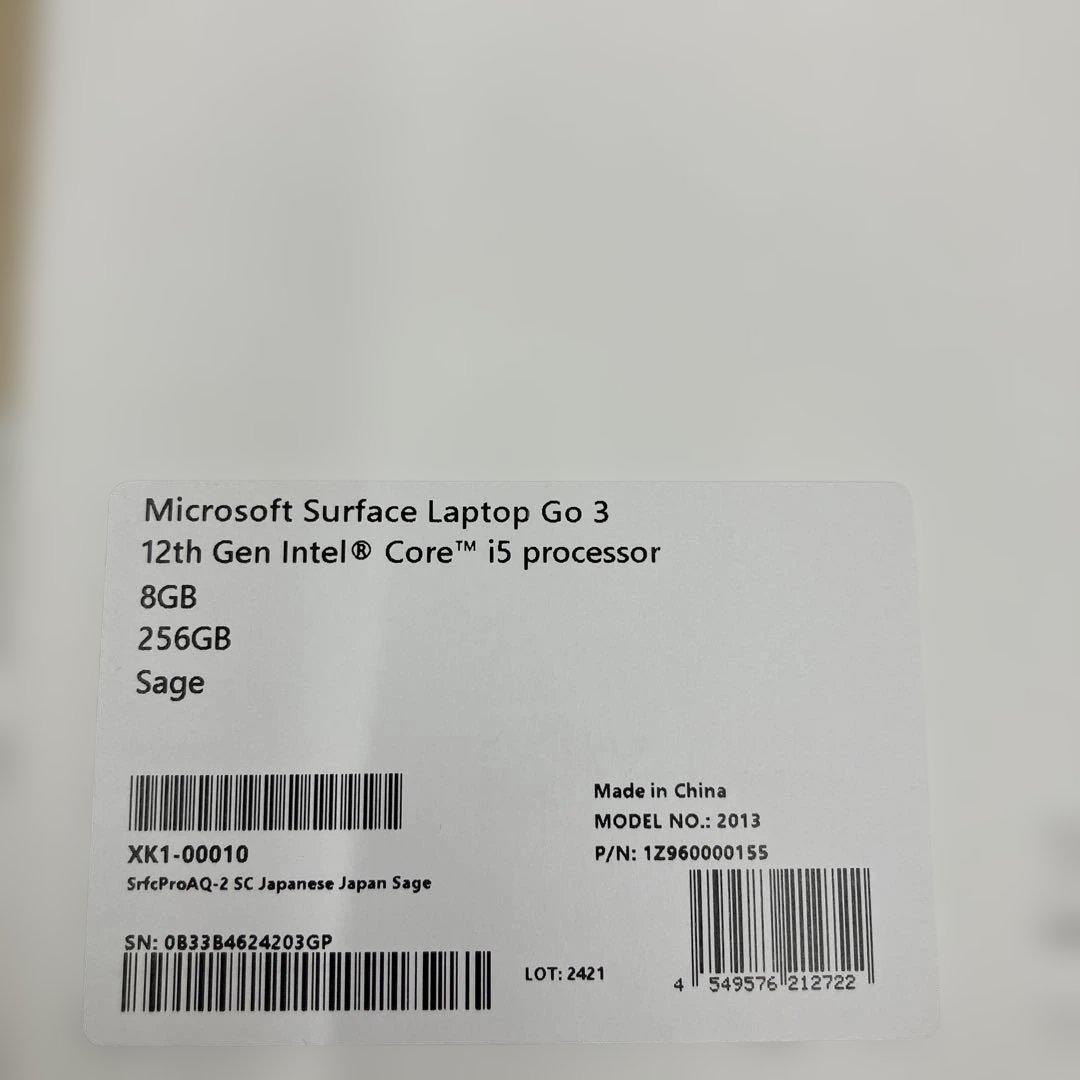 Microsoft Surface Laptop Go 3
12th Gen Intel® Core™ i5 processor
8GB
256GB
Sage
XK1-00010
SrfcProAQ-2 SC Japanese Japan Sage
SN: 0B33B4624203GP
LOT: 2421
Made in China
MODEL NO.: 2013
P/N: 1Z960000155
4 549576 212722